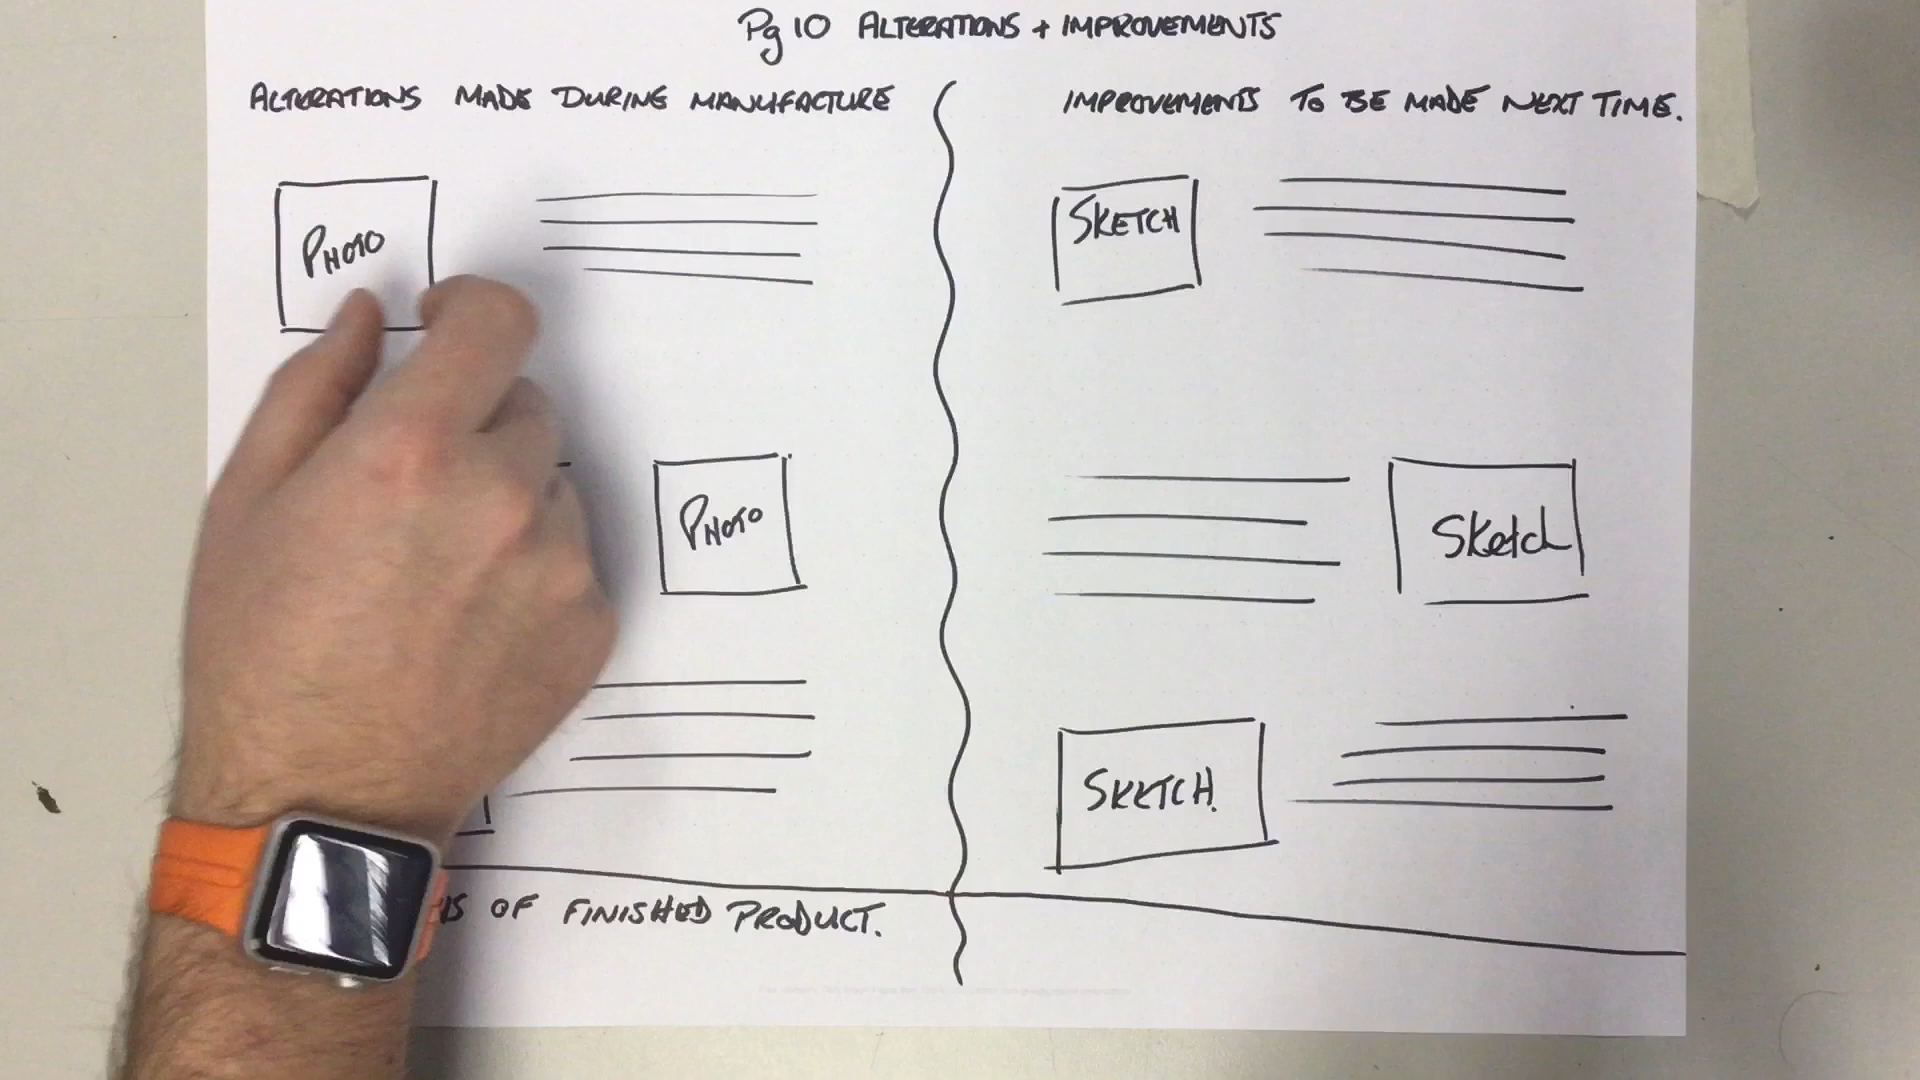 Pg 10 ALTERATIONS + IMPROVEMENTS
ALTERATIONS MADE DURING MANUFACTURE
IMPROVEMENTS TO BE MADE NEXT TIME.
PHOTO
SKETCH
PHOTO
Sketch
SKETCH.
OF FINISHED PRODUCT.